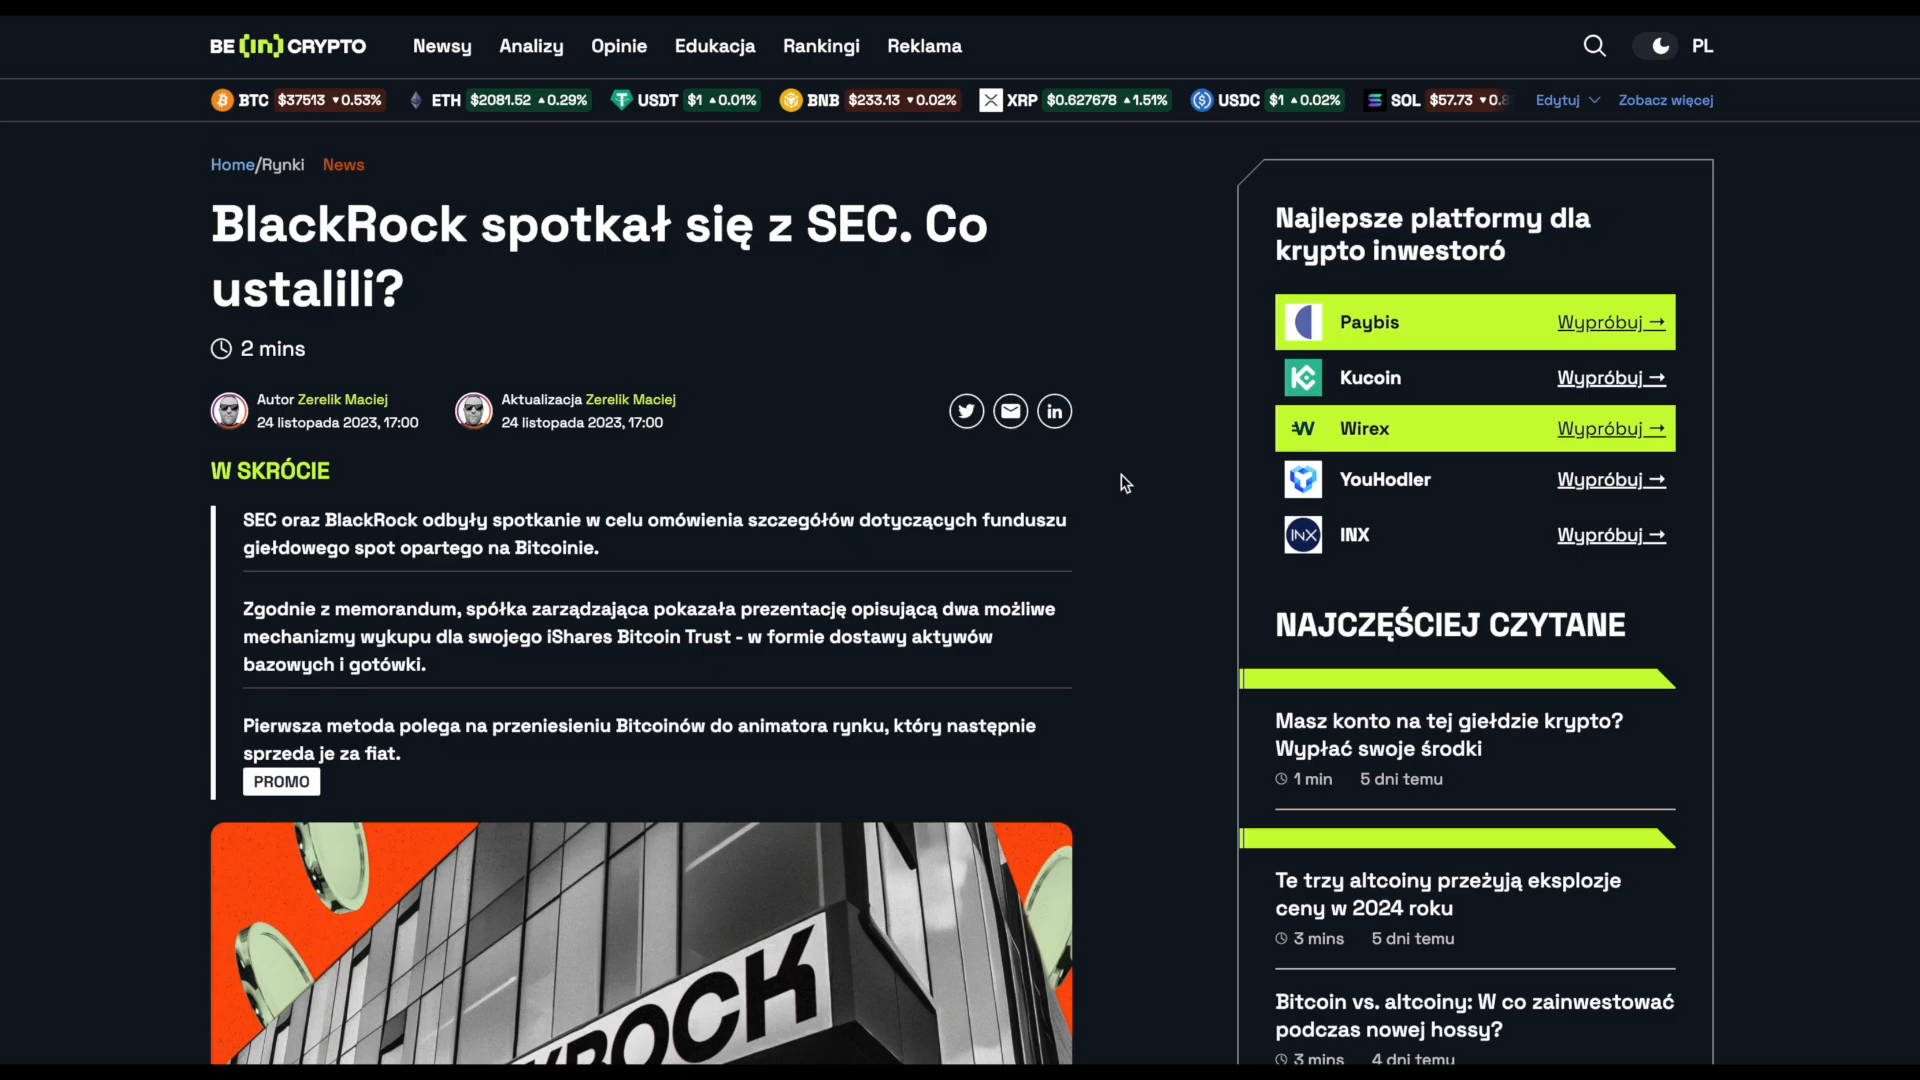 BE [IN] CRYPTO
Newsy
Analizy
Opinie
Edukacja
Rankingi
Reklama
PL
BTC $37513 ▼0.53%
ETH $2081.52 ▲0.29%
USDT $1 ▲0.01%
BNB $233.13 ▼0.02%
XRP $0.627678 ▲1.51%
USDC $1 ▲0.02%
SOL $57.73
Edytuj
Zobacz więcej
Home/Rynki News
BlackRock spotkał się z SEC. Co
ustalili?
2 mins
Autor Zerelik Maciej
24 listopada 2023, 17:00
Aktualizacja Zerelik Maciej
24 listopada 2023, 17:00
W SKRÓCIE
SEC oraz BlackRock odbyły spotkanie w celu omówienia szczegółów dotyczących funduszu
giełdowego spot opartego na Bitcoinie.
Zgodnie z memorandum, spółka zarządzająca pokazała prezentację opisującą dwa możliwe
mechanizmy wykupu dla swojego iShares Bitcoin Trust - w formie dostawy aktywów
bazowych i gotówki.
Pierwsza metoda polega na przeniesieniu Bitcoinów do animatora rynku, który następnie
sprzeda je za fiat.
PROMO
Najlepsze platformy dla
krypto inwestoró
Paybis Wypróbuj →
Kucoin Wypróbuj →
Wirex Wypróbuj →
YouHodler Wypróbuj →
INX INX Wypróbuj →
NAJCZĘŚCIEJ CZYTANE
Masz konto na tej giełdzie krypto?
Wypłać swoje środki
1 min 5 dni temu
Te trzy altcoiny przeżyją eksplozje
ceny w 2024 roku
3 mins 5 dni temu
Bitcoin vs. altcoiny: W co zainwestować
podczas nowej hossy?
3 mins 4 dni temu